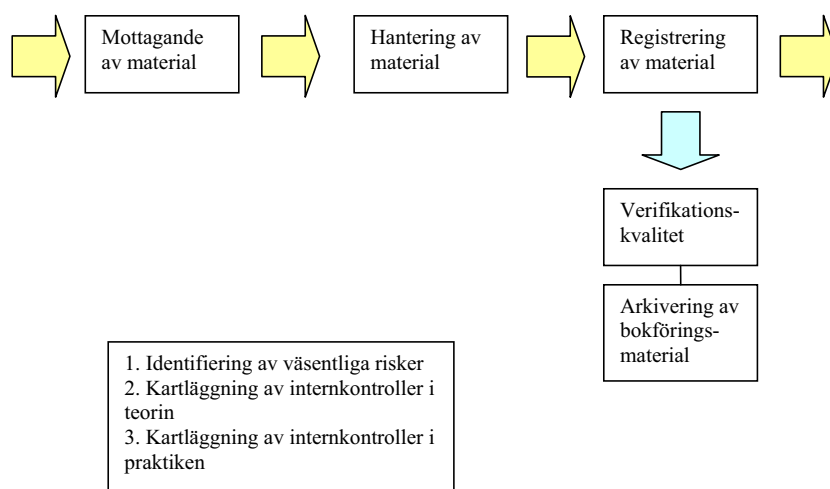 Mottagande
av material
Hantering av
material
Registrering
av material
Verifikations-
kvalitet
Arkivering av
bokförings-
material
1. Identifiering av väsentliga risker
2. Kartläggning av internkontroller i
teorin
3. Kartläggning av internkontroller i
praktiken